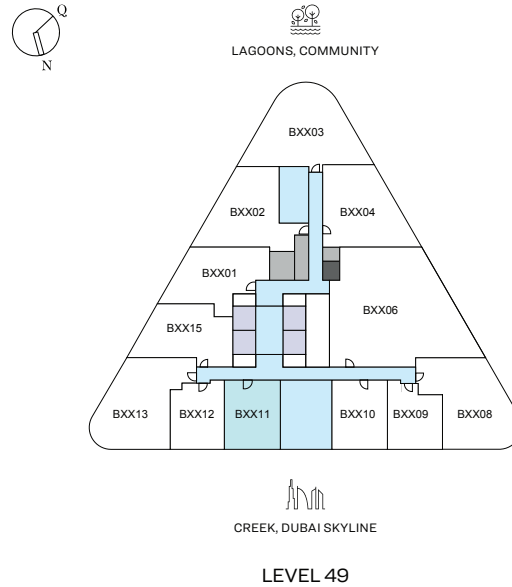 Q
N
LAGOONS, COMMUNITY
BXX03
BXX02
BXX04
BXX01
BXX06
BXX15
BXX13
BXX12
BXX11
BXX10
BXX09
BXX08
CREEK, DUBAI SKYLINE
LEVEL 49